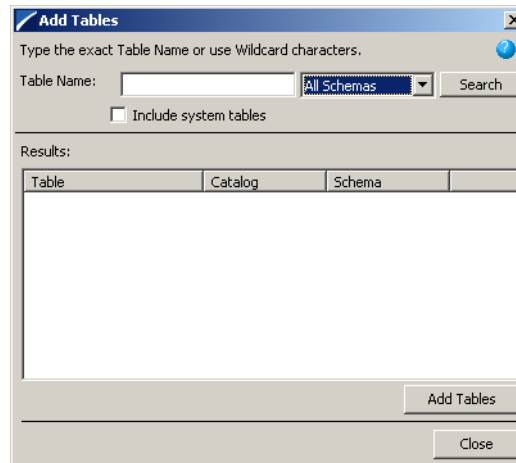 Add Tables
Type the exact Table Name or use Wildcard characters.
Table Name: All Schemas Search
Include system tables
Results:
Table Catalog Schema
Add Tables
Close